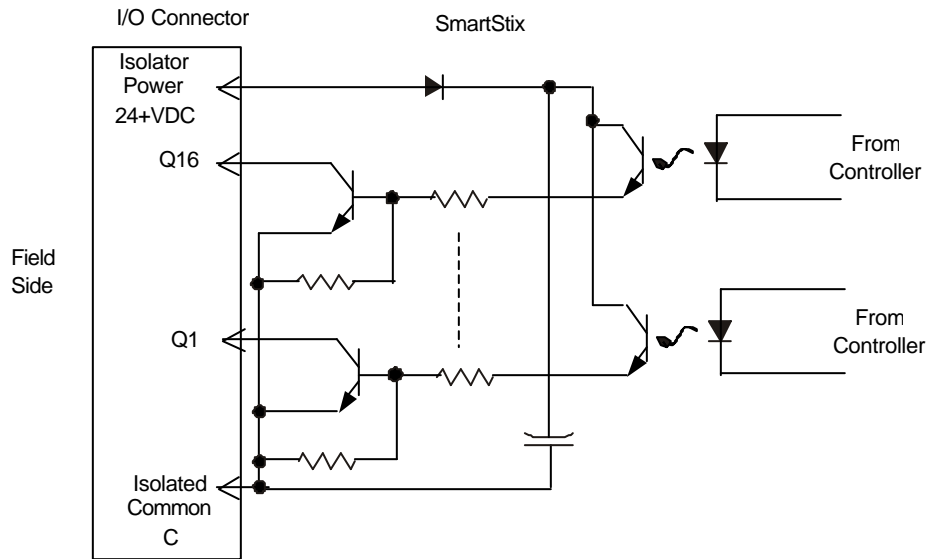 I/O Connector
SmartStix
Isolator
Power
24+VDC
Q16
From
Controller
Field
Side
Q1
From
Controller
Isolated
Common
C